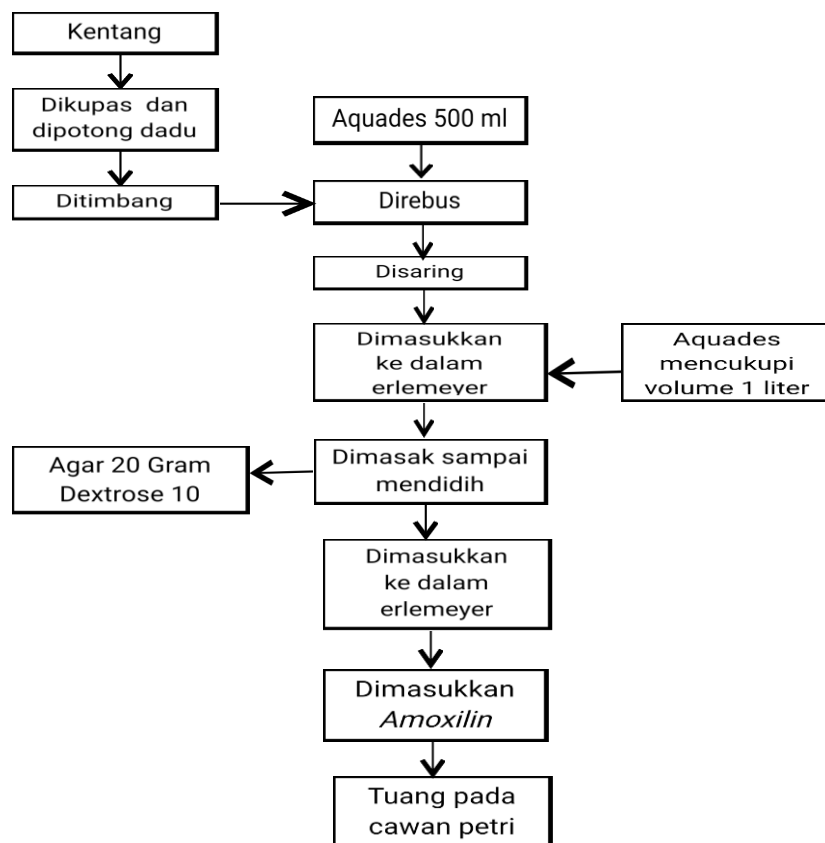 Kentang
Dikupas dan
dipotong dadu
Aquades 500 ml
Ditimbang
Direbus
Disaring
Dimasukkan
ke dalam
erlemeyer
Aquades
mencukupi
volume 1 liter
Agar 20 Gram
Dextrose 10
Dimasak sampai
mendidih
Dimasukkan
ke dalam
erlemeyer
Dimasukkan
Amoxilin
Tuang pada
cawan petri